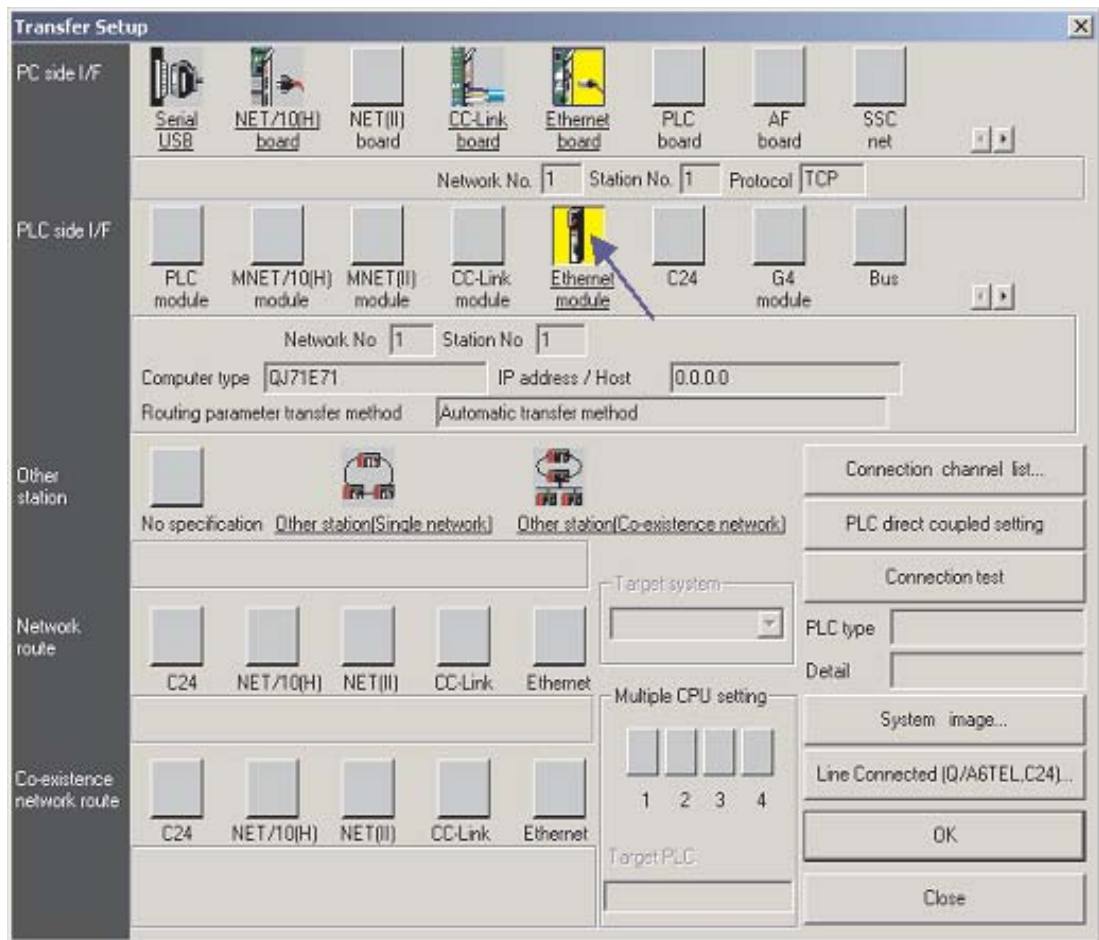 Transfer Setup
PC side I/F
Serial USB
NET/10(H) board
NET(II) board
CC-Link board
Ethernet board
PLC board
AF board
SSC net
Network No. 1 Station No. 1 Protocol TCP
PLC side I/F
PLC module
MNET/10(H) module
MNET(II) module
CC-Link module
Ethernet module
C24
G4 module
Bus
Network No 1 Station No 1
Computer type QJ71E71 IP address / Host 0.0.0.0
Routing parameter transfer method Automatic transfer method
Other station
No specification Other station(Single network) Other station(Co-existence network)
Connection channel list...
PLC direct coupled setting
Connection test
Target system
PLC type
Detail
Network route
C24 NET/10(H) NET(II) CC-Link Ethernet
Multiple CPU setting
1 2 3 4
System image...
Line Connected (Q/A6TEL,C24)...
Co-existence network route
C24 NET/10(H) NET(II) CC-Link Ethernet
Target PLC
OK
Close